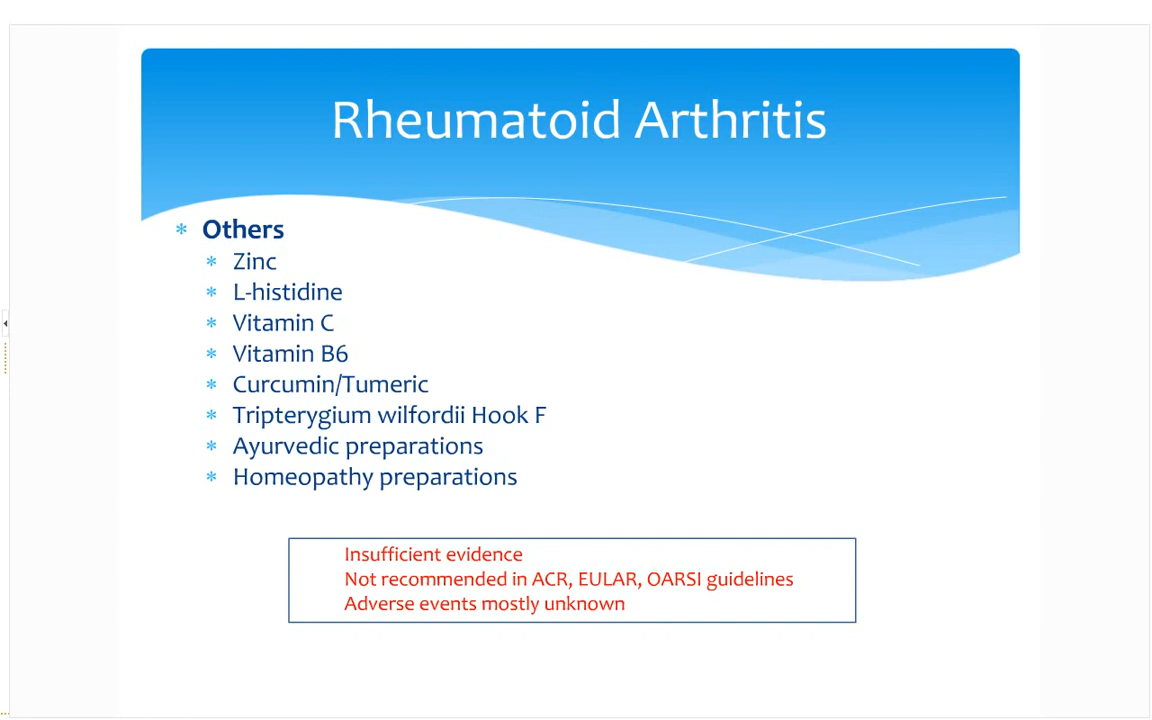 Rheumatoid Arthritis
* Others
* Zinc
* L-histidine
* Vitamin C
* Vitamin B6
* Curcumin/Tumeric
* Tripterygium wilfordii Hook F
* Ayurvedic preparations
* Homeopathy preparations
Insufficient evidence
Not recommended in ACR, EULAR, OARSI guidelines
Adverse events mostly unknown